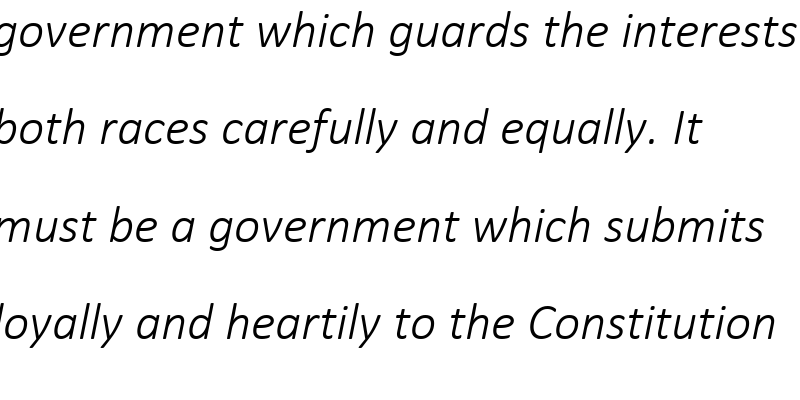 government which guards the interests
both races carefully and equally. It
must be a government which submits
loyally and heartily to the Constitution